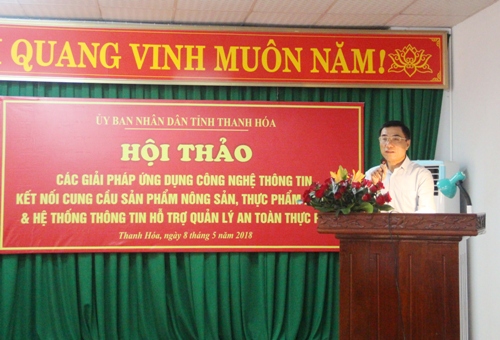 QUANG VINH MUÔN NĂM!
ỦY BAN NHÂN DÂN TỈNH THANH HÓA
HỘI THẢO
CÁC GIẢI PHÁP ỨNG DỤNG CÔNG NGHỆ THÔNG TIN
KẾT NỐI CUNG CẦU SẢN PHẨM NÔNG SẢN, THỰC PHẨM
& HỆ THỐNG THÔNG TIN HỖ TRỢ QUẢN LÝ AN TOÀN THỰC
Thanh Hóa, ngày 8 tháng 5 năm 2018